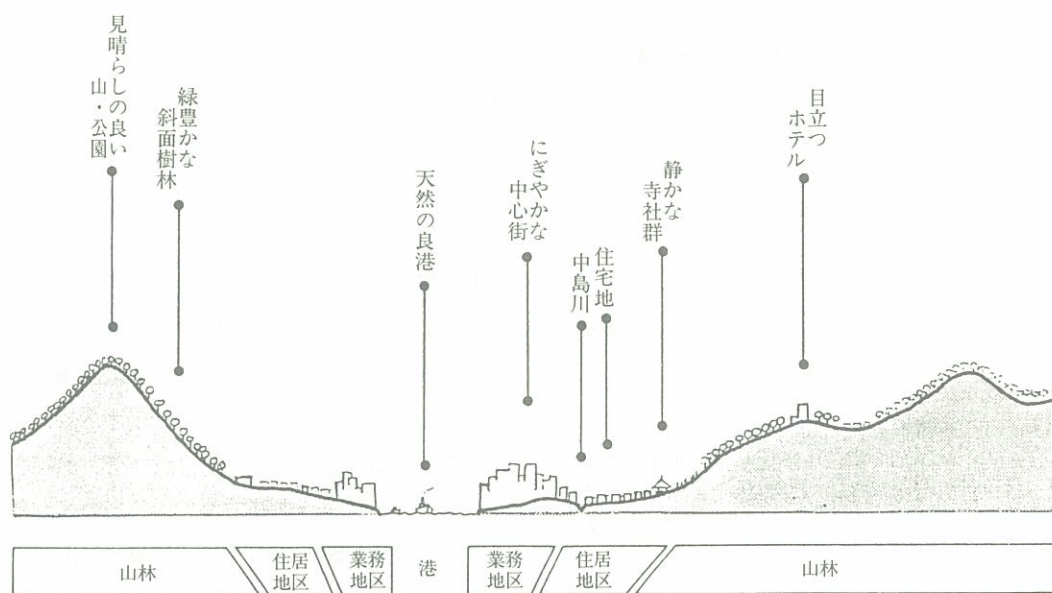 見晴らしの良い
山・公園
緑豊かな
斜面樹林
天然の良港
にぎやかな
中心街
中島川
住宅地
静かな
寺社群
目立つ
ホテル
山林
住居
地区
業務
地区
港
業務
地区
住居
地区
山林